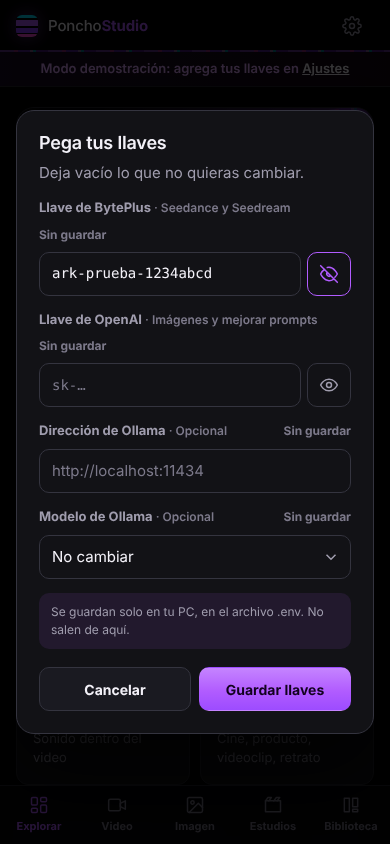 PonchoStudio
Modo demostración: agrega tus llaves en Ajustes
Pega tus llaves
Deja vacío lo que no quieras cambiar.
Llave de BytePlus · Seedance y Seedream
Sin guardar
ark-prueba-1234abcd
Llave de OpenAI · Imágenes y mejorar prompts
Sin guardar
sk-…
Dirección de Ollama · Opcional Sin guardar
http://localhost:11434
Modelo de Ollama · Opcional Sin guardar
No cambiar
Se guardan solo en tu PC, en el archivo .env. No
salen de aquí.
Cancelar Guardar llaves
Sonido dentro del
video
Cine, producto,
videoclip, retrato
Explorar Video Imagen Estudios Biblioteca